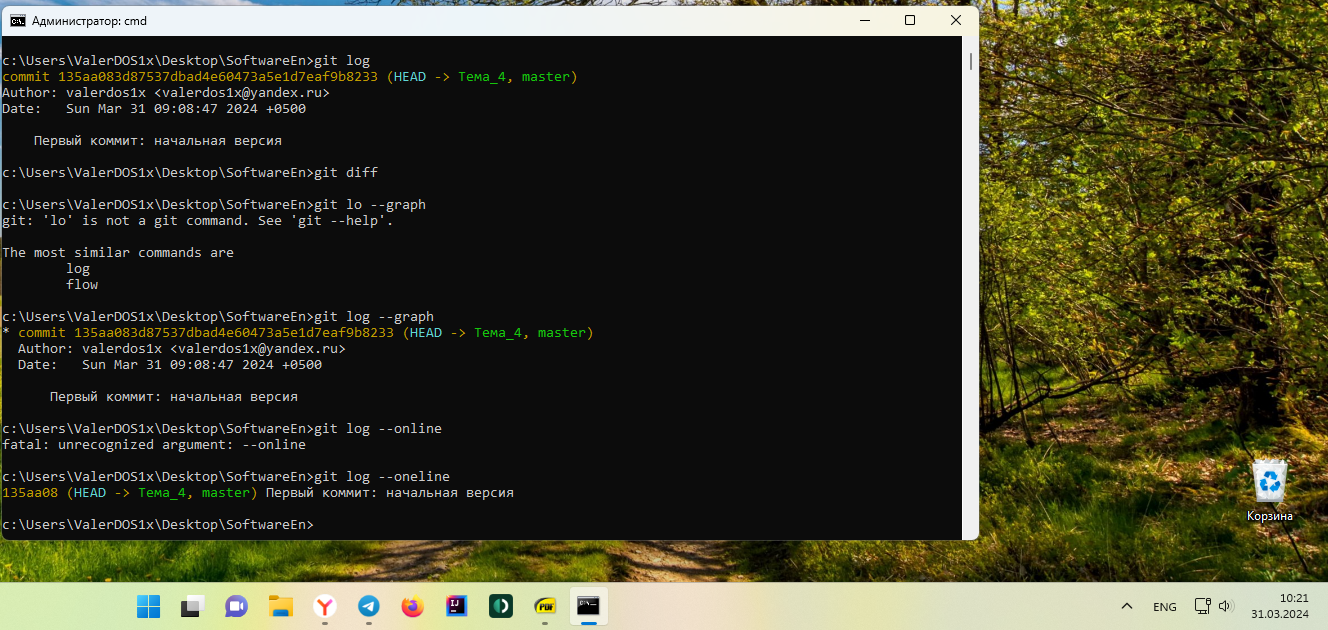 Администратор: cmd
c:\Users\ValerDOS1x\Desktop\SoftwareEn>git log
commit 135aa083d87537dbad4e60473a5e1d7eaf9b8233 (HEAD -> Тема_4, master)
Author: valerdos1x <valerdos1x@yandex.ru>
Date:   Sun Mar 31 09:08:47 2024 +0500
Первый коммит: начальная версия
c:\Users\ValerDOS1x\Desktop\SoftwareEn>git diff
c:\Users\ValerDOS1x\Desktop\SoftwareEn>git lo --graph
git: 'lo' is not a git command. See 'git --help'.
The most similar commands are
log
flow
c:\Users\ValerDOS1x\Desktop\SoftwareEn>git log --graph
* commit 135aa083d87537dbad4e60473a5e1d7eaf9b8233 (HEAD -> Тема_4, master)
Author: valerdos1x <valerdos1x@yandex.ru>
Date:   Sun Mar 31 09:08:47 2024 +0500
Первый коммит: начальная версия
c:\Users\ValerDOS1x\Desktop\SoftwareEn>git log --online
fatal: unrecognized argument: --online
c:\Users\ValerDOS1x\Desktop\SoftwareEn>git log --oneline
135aa08 (HEAD -> Тема_4, master) Первый коммит: начальная версия
c:\Users\ValerDOS1x\Desktop\SoftwareEn>
Корзина
IJ
PDF
ENG
10:21
31.03.2024